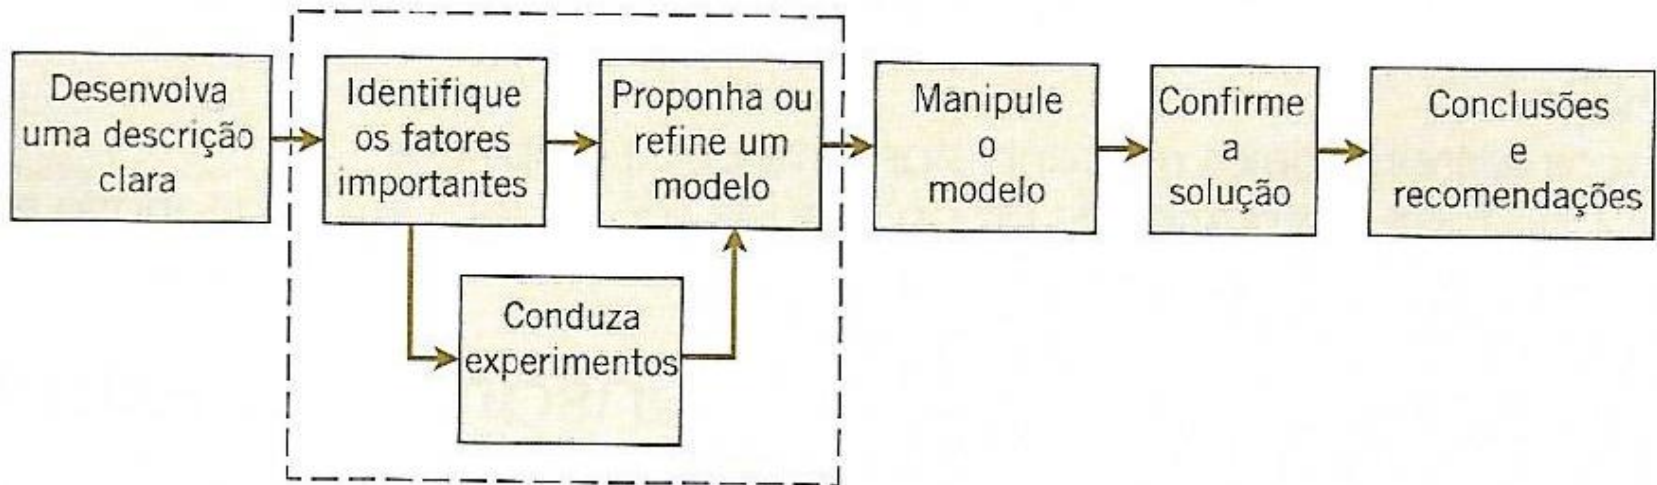 Desenvolva
uma descrição
clara
Identifique
os fatores
importantes
Proponha ou
refine um
modelo
Manipule
o
modelo
Confirme
a
solução
Conclusões
e
recomendações
Conduza
experimentos